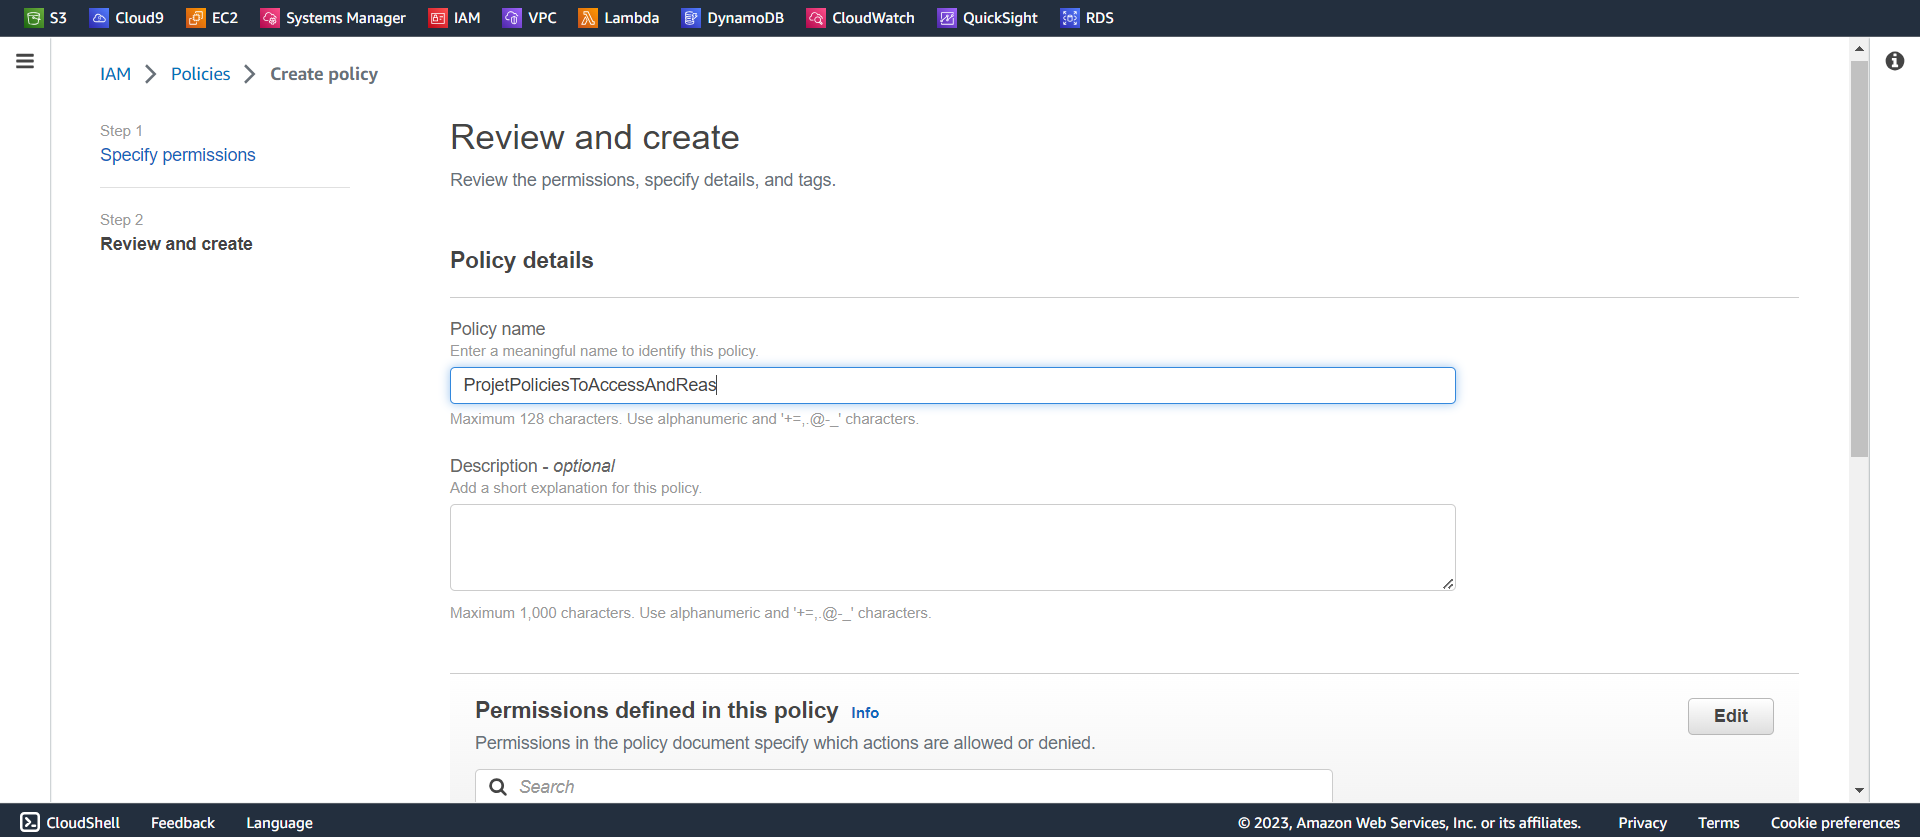 S3 Cloud9 EC2 Systems Manager IAM VPC Lambda DynamoDB CloudWatch QuickSight RDS
IAM Policies Create policy
Step 1
Specify permissions
Step 2
Review and create
Review and create
Review the permissions, specify details, and tags.
Policy details
Policy name
Enter a meaningful name to identify this policy.
ProjetPoliciesToAccessAndReas
Maximum 128 characters. Use alphanumeric and '+=,.@-_' characters.
Description - optional
Add a short explanation for this policy.
Maximum 1,000 characters. Use alphanumeric and '+=,.@-_' characters.
Permissions defined in this policy Info
Edit
Permissions in the policy document specify which actions are allowed or denied.
Search
CloudShell Feedback Language © 2023, Amazon Web Services, Inc. or its affiliates. Privacy Terms Cookie preferences